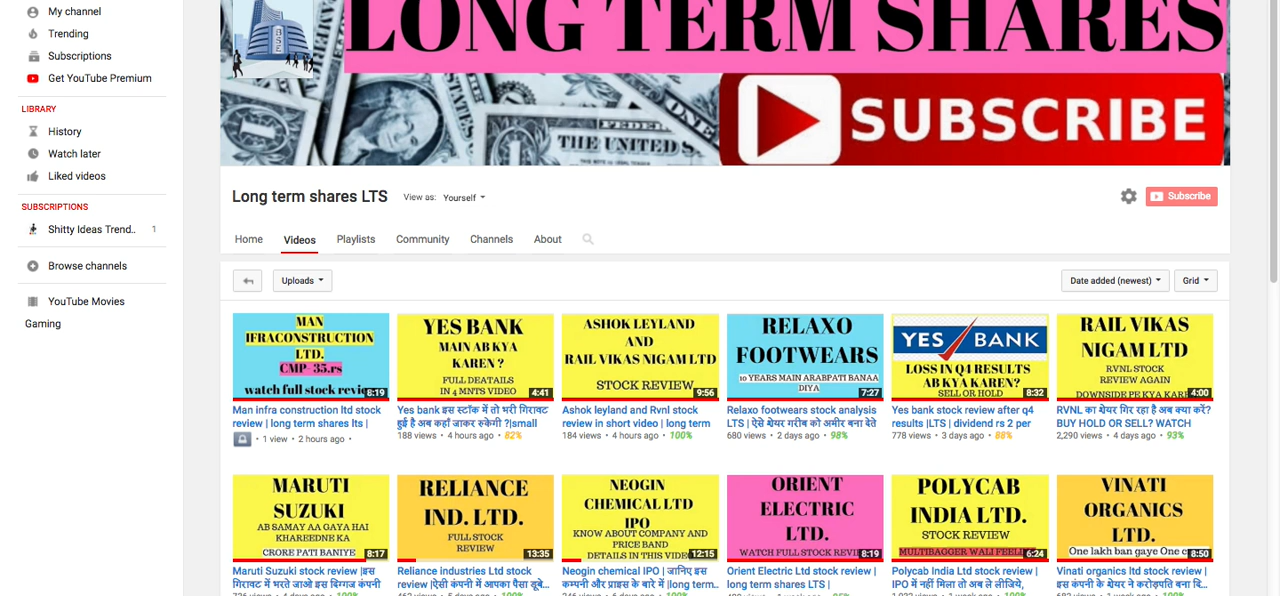 My channel
Trending
Subscriptions
Get YouTube Premium
LIBRARY
History
Watch later
Liked videos
SUBSCRIPTIONS
Shitty Ideas Trend.. 1
Browse channels
YouTube Movies
Gaming
BSE
LONG TERM SHARES
SUBSCRIBE
THE UNITED S.
ONE
Long term shares LTS View as: Yourself
Subscribe
Home Videos Playlists Community Channels About
Uploads Date added (newest) Grid
MAN
IFRACONSTRUCTION
LTD.
CMP- 35.rs
watch full stock review
8:19
Man infra construction ltd stock
review | long term shares lts |
• 1 view • 2 hours ago •
YES BANK
MAIN AB KYA
KAREN ?
FULL DEATAILS
IN 4 MNTS VIDEO
4:41
Yes bank इस स्टॉक में तो भरी गिरावट
हुई है अब कहाँ जाकर रुकेगी ?|small
188 views • 4 hours ago • 82%
ASHOK LEYLAND
AND
RAIL VIKAS NIGAM LTD
STOCK REVIEW
9:56
Ashok leyland and Rvnl stock
review in short video | long term
184 views • 4 hours ago • 100%
RELAXO
FOOTWEARS
10 YEARS MAIN ARABPATI BANAA
DIYA
7:27
Relaxo footwears stock analysis
LTS | ऐसे शेयर गरीब को अमीर बना देते
680 views • 2 days ago • 98%
YES BANK
LOSS IN Q4 RESULTS
AB KYA KAREN?
SELL OR HOLD
8:32
Yes bank stock review after q4
results |LTS | dividend rs 2 per
778 views • 3 days ago • 88%
RAIL VIKAS
NIGAM LTD
RVNL STOCK
REVIEW AGAIN
DOWNSIDE PE KYA KARE
4:00
RVNL का शेयर गिर रहा है अब क्या करें?
BUY HOLD OR SELL? WATCH
2,290 views • 4 days ago • 93%
MARUTI
SUZUKI
AB SAMAY AA GAYA HAI
KHAREEDNE KA
CRORE PATI BANIYE
8:17
Maruti Suzuki stock review |इस
गिरावट में भरते जाओ इस दिग्गज कंपनी
RELIANCE
IND. LTD.
FULL STOCK
REVIEW
13:35
Reliance industries Ltd stock
review |ऐसी कंपनी में आपका पैसा डूबे...
NEOGIN
CHEMICAL LTD
IPO
KNOW ABOUT COMPANY AND
PRICE BAND
DETAILS IN THIS VIDEO
12:15
Neogin chemical IPO | जानिए इस
कम्पनी और प्राइस के बारे में |long term..
ORIENT
ELECTRIC
LTD.
WATCH FULL STOCK REVI
8:19
Orient Electric Ltd stock review |
long term shares LTS |
POLYCAB
INDIA LTD.
STOCK REVIEW
MULTIBAGGER WALI FEEL
6:24
Polycab India Ltd stock review |
IPO में नहीं मिला तो अब ले लीजिये,
VINATI
ORGANICS
LTD.
One lakh ban gaye One c
8:50
Vinati organics ltd stock review |
इस कंपनी के शेयर ने करोड़पति बना दि...